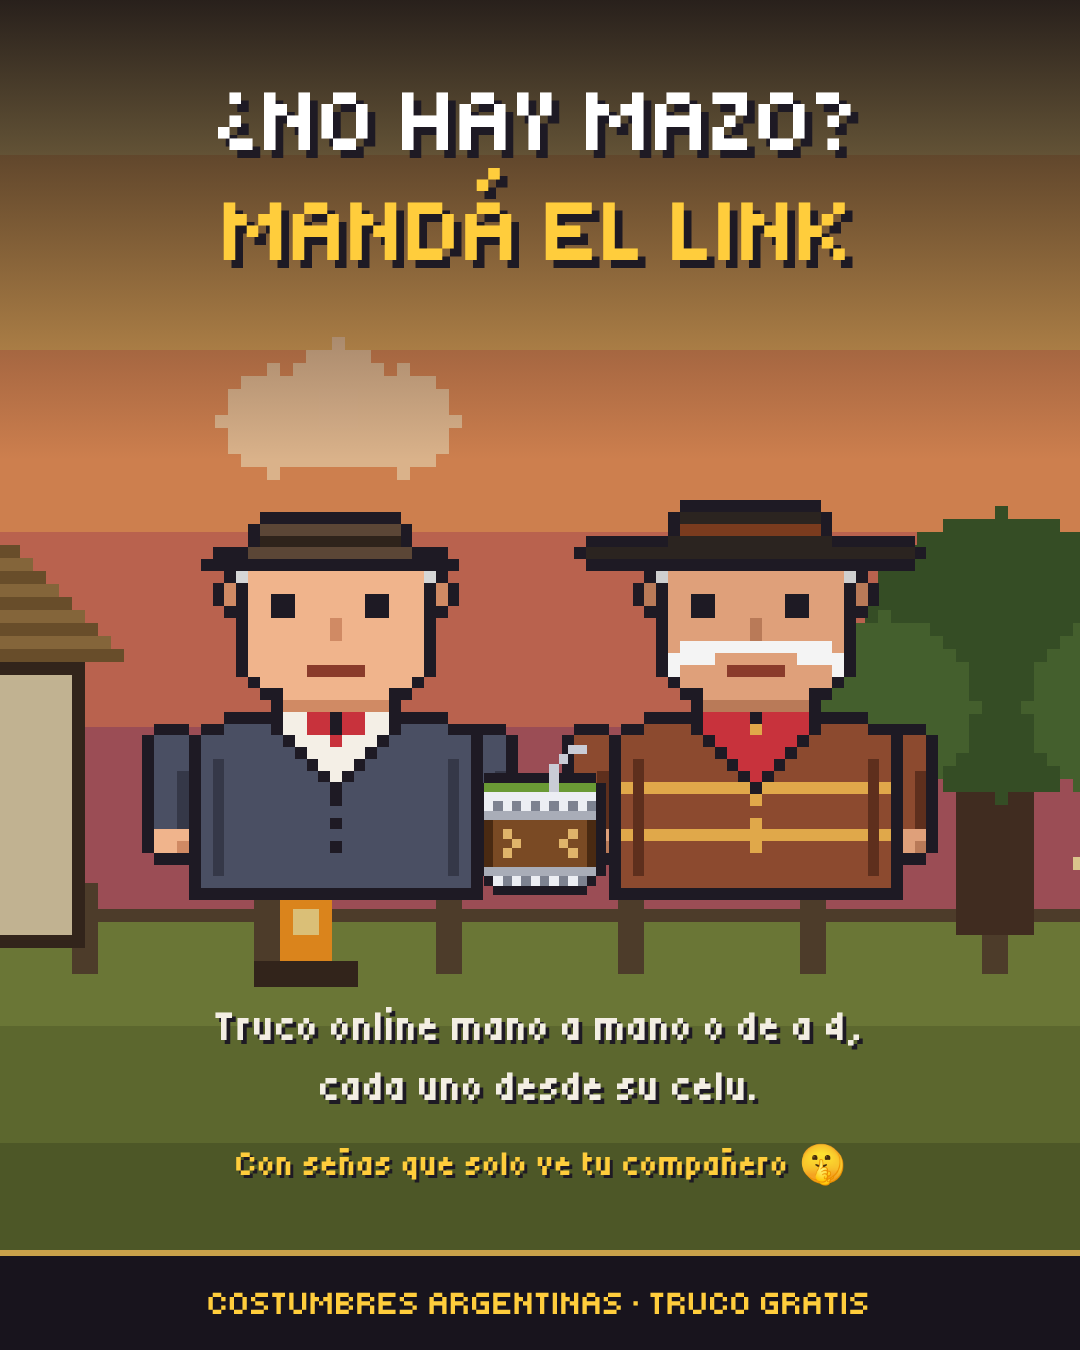 ¿NO HAY MAZO?
MANDÁ EL LINK
Truco online mano a mano o de a 4,
cada uno desde su celu.
Con señas que solo ve tu compañero 🤫
COSTUMBRES ARGENTINAS · TRUCO GRATIS